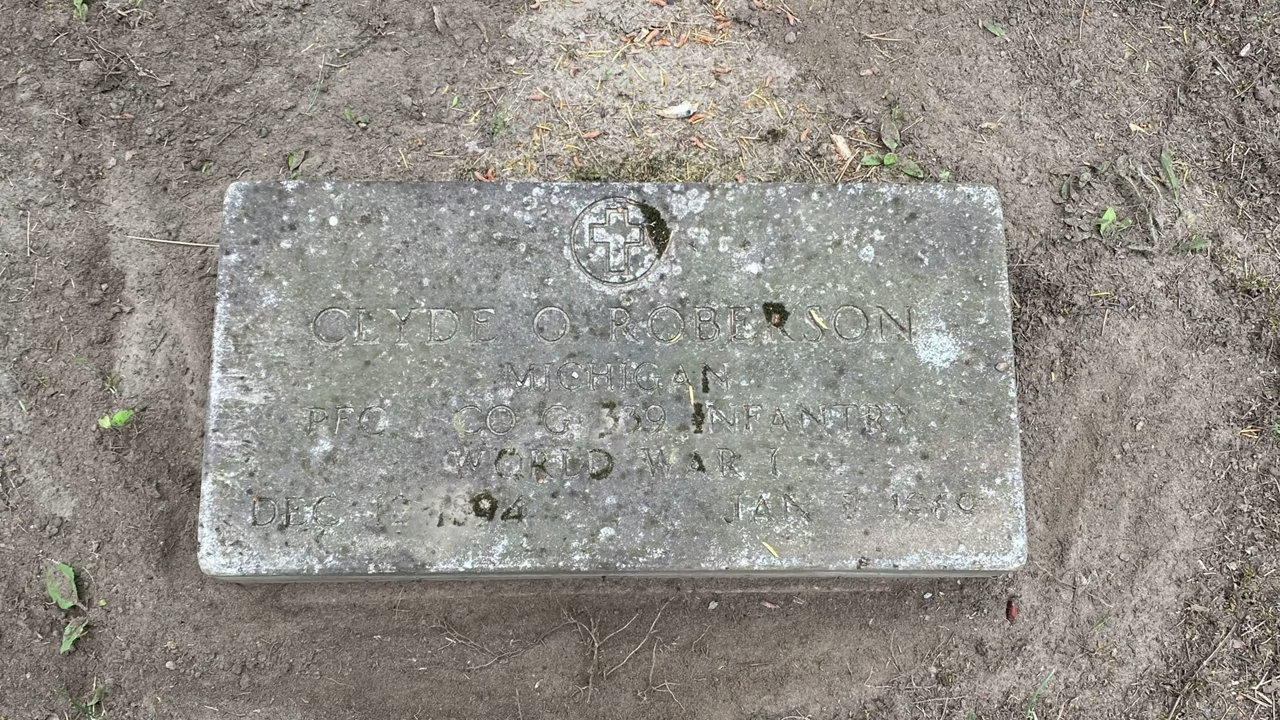 CLYDE O ROBERSON
MICHIGAN
PFC CO G 339 INFANTRY
WORLD WAR I
DEC 1894 JAN